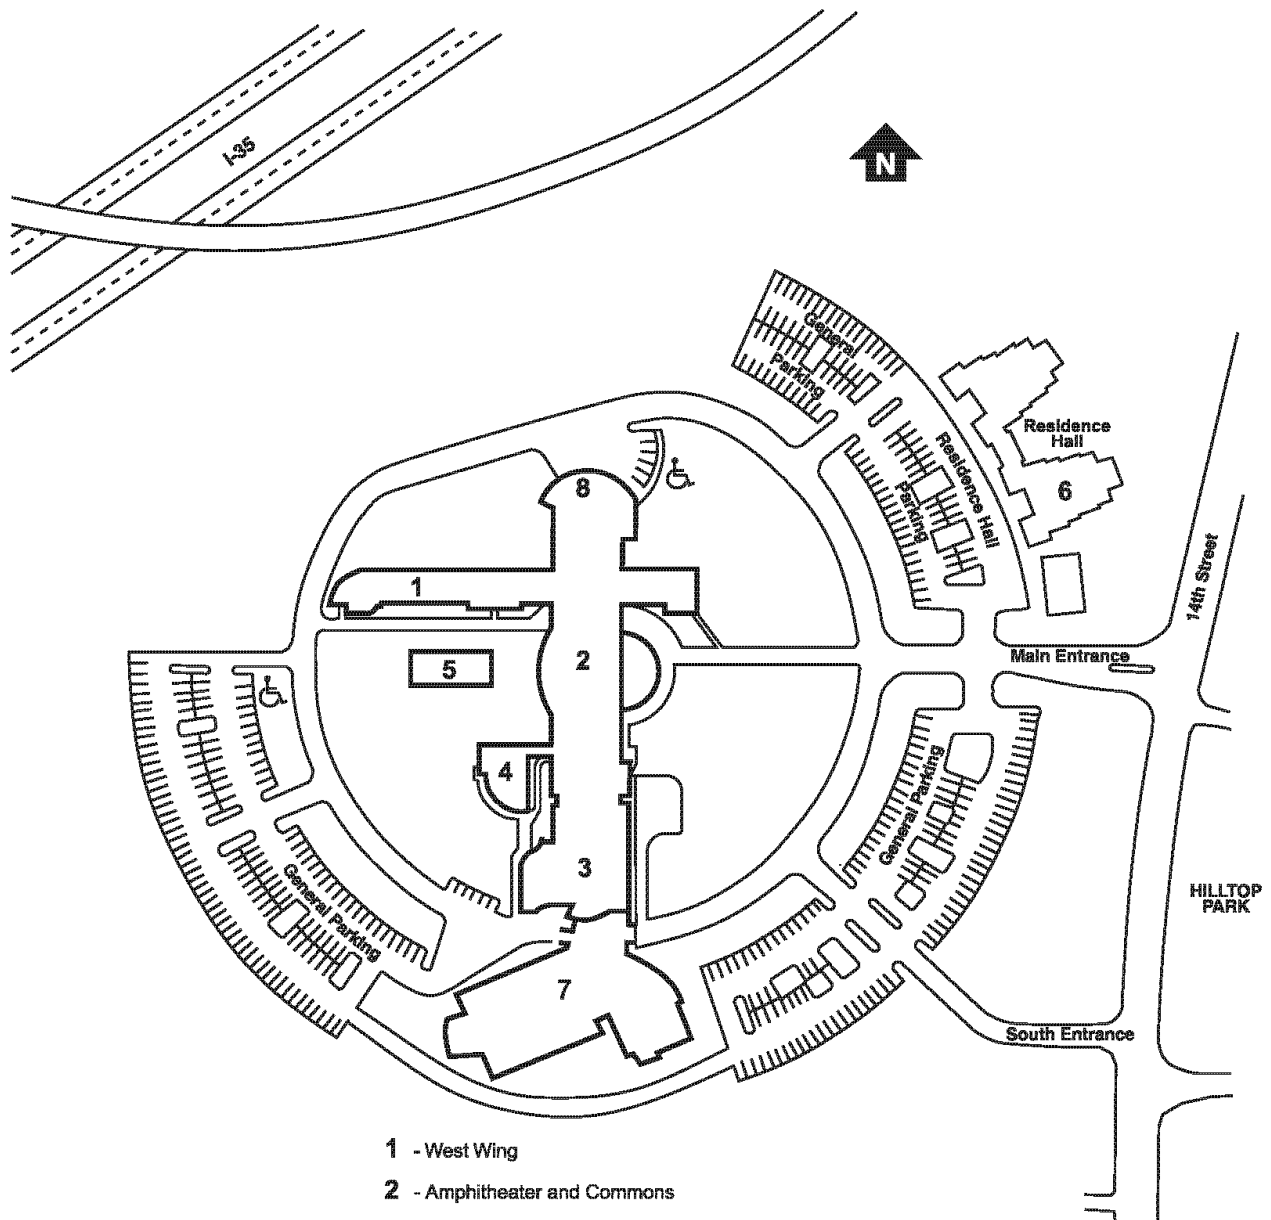 I-35
N
General
Parking
Residence
Hall
Residence Hall
Parking
8
6
1
14th Street
2
Main Entrance
5
4
General Parking
3
General Parking
HILLTOP
PARK
7
South Entrance
1 - West Wing
2 - Amphitheater and Commons